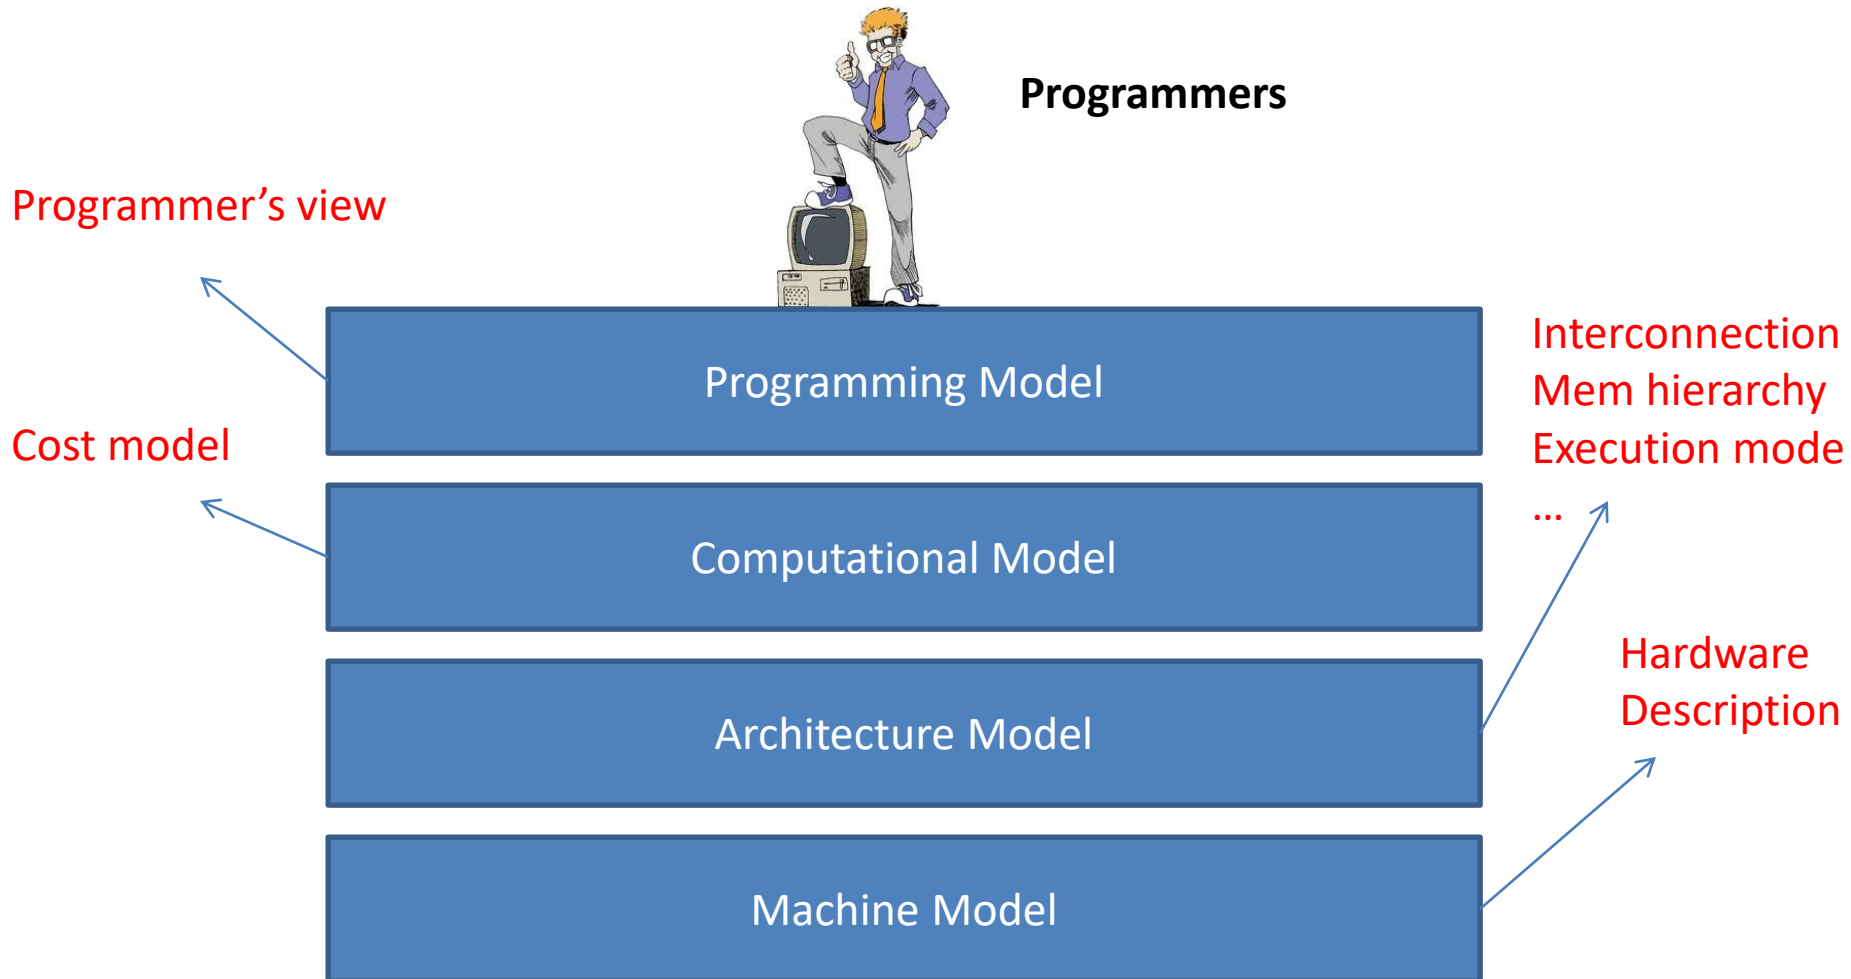 Programmers
Programmer’s view
Programming Model
Interconnection
Mem hierarchy
Execution mode
…
Cost model
Computational Model
Hardware
Description
Architecture Model
Machine Model